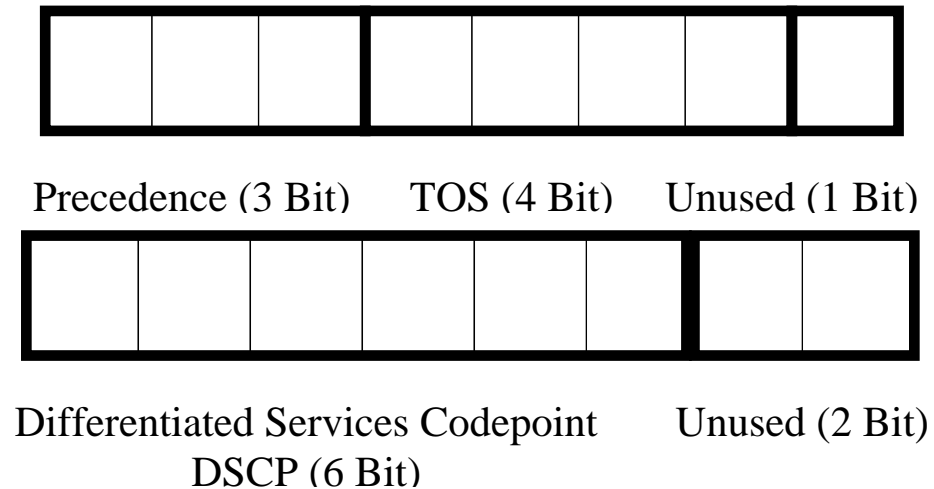 Precedence (3 Bit) TOS (4 Bit) Unused (1 Bit)
Differentiated Services Codepoint Unused (2 Bit)
DSCP (6 Bit)